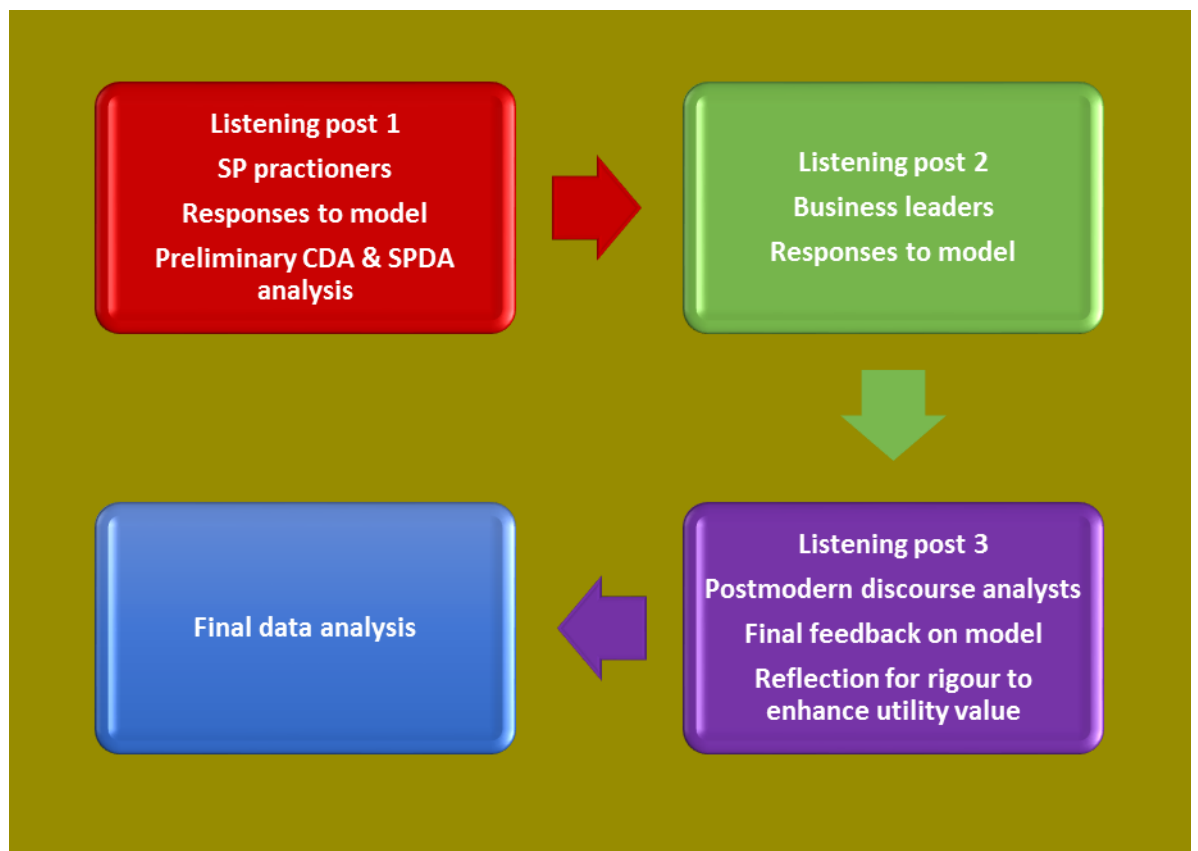 Listening post 1
SP practioners
Responses to model
Preliminary CDA & SPDA
analysis
Listening post 2
Business leaders
Responses to model
Listening post 3
Postmodern discourse analysts
Final feedback on model
Reflection for rigour to
enhance utility value
Final data analysis